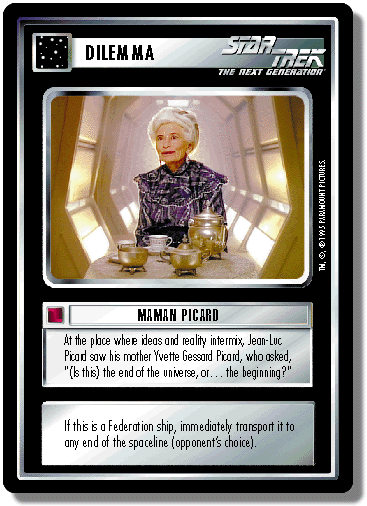 DILEMMA
STAR TREK
THE NEXT GENERATION
TM, ©, ® 1995 PARAMOUNT PICTURES.
MAMAN PICARD
At the place where ideas and reality intermix, Jean-Luc
Picard saw his mother Yvette Gessard Picard, who asked,
"(Is this) the end of the universe, or. . . the beginning?"
If this is a Federation ship, immediately transport it to
any end of the spaceline (opponent's choice).